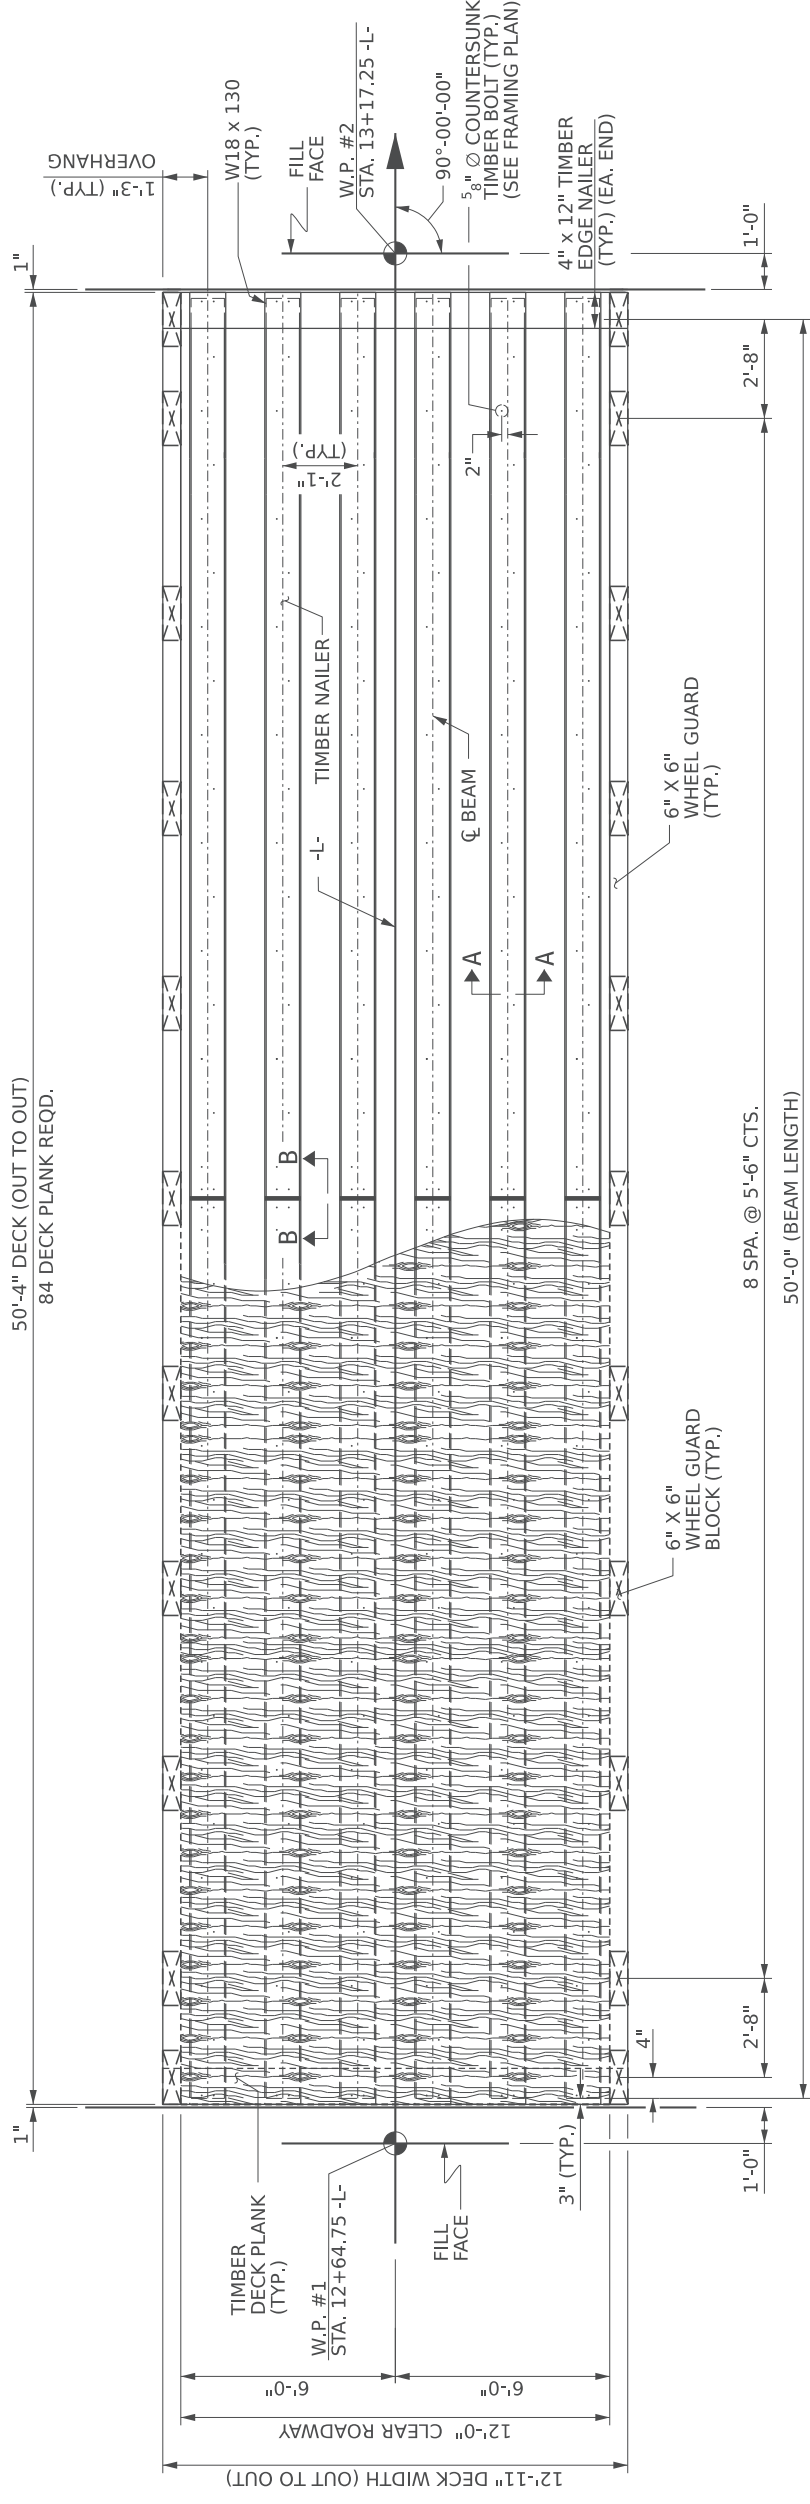 1"
50'-4" DECK (OUT TO OUT)
84 DECK PLANK REQD.
1"
1'-3" (TYP.)
OVERHANG
W18 x 130
(TYP.)
FILL
FACE
W.P. #2
STA. 13+17.25 -L-
90°-00'-00"
5/8" Ø COUNTERSUNK
TIMBER BOLT (TYP.)
(SEE FRAMING PLAN)
4" x 12" TIMBER
EDGE NAILER
(TYP.) (EA. END)
1'-0"
2'-8"
2'-1"
(TYP.)
2"
TIMBER NAILER
-L-
℄ BEAM
6" X 6"
WHEEL GUARD
(TYP.)
A
A
B
B
8 SPA. @ 5'-6" CTS.
50'-0" (BEAM LENGTH)
6" X 6"
WHEEL GUARD
BLOCK (TYP.)
4"
2'-8"
3" (TYP.)
1'-0"
TIMBER
DECK PLANK
(TYP.)
W.P. #1
STA. 12+64.75 -L-
FILL
FACE
6'-0"
6'-0"
12'-0" CLEAR ROADWAY
12'-11" DECK WIDTH (OUT TO OUT)